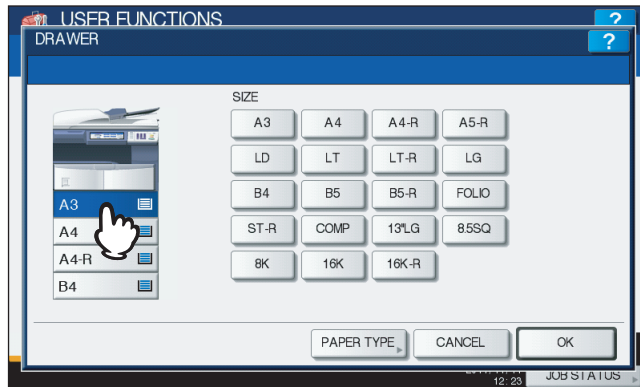 USER FUNCTIONS ?
DRAWER ?
SIZE
A3 A4 A4-R A5-R
LD LT LT-R LG
B4 B5 B5-R FOLIO
ST-R COMP 13"LG 8.5SQ
8K 16K 16K-R
A3
A4
A4-R
B4
PAPER TYPE CANCEL OK
12:23 JOB STATUS